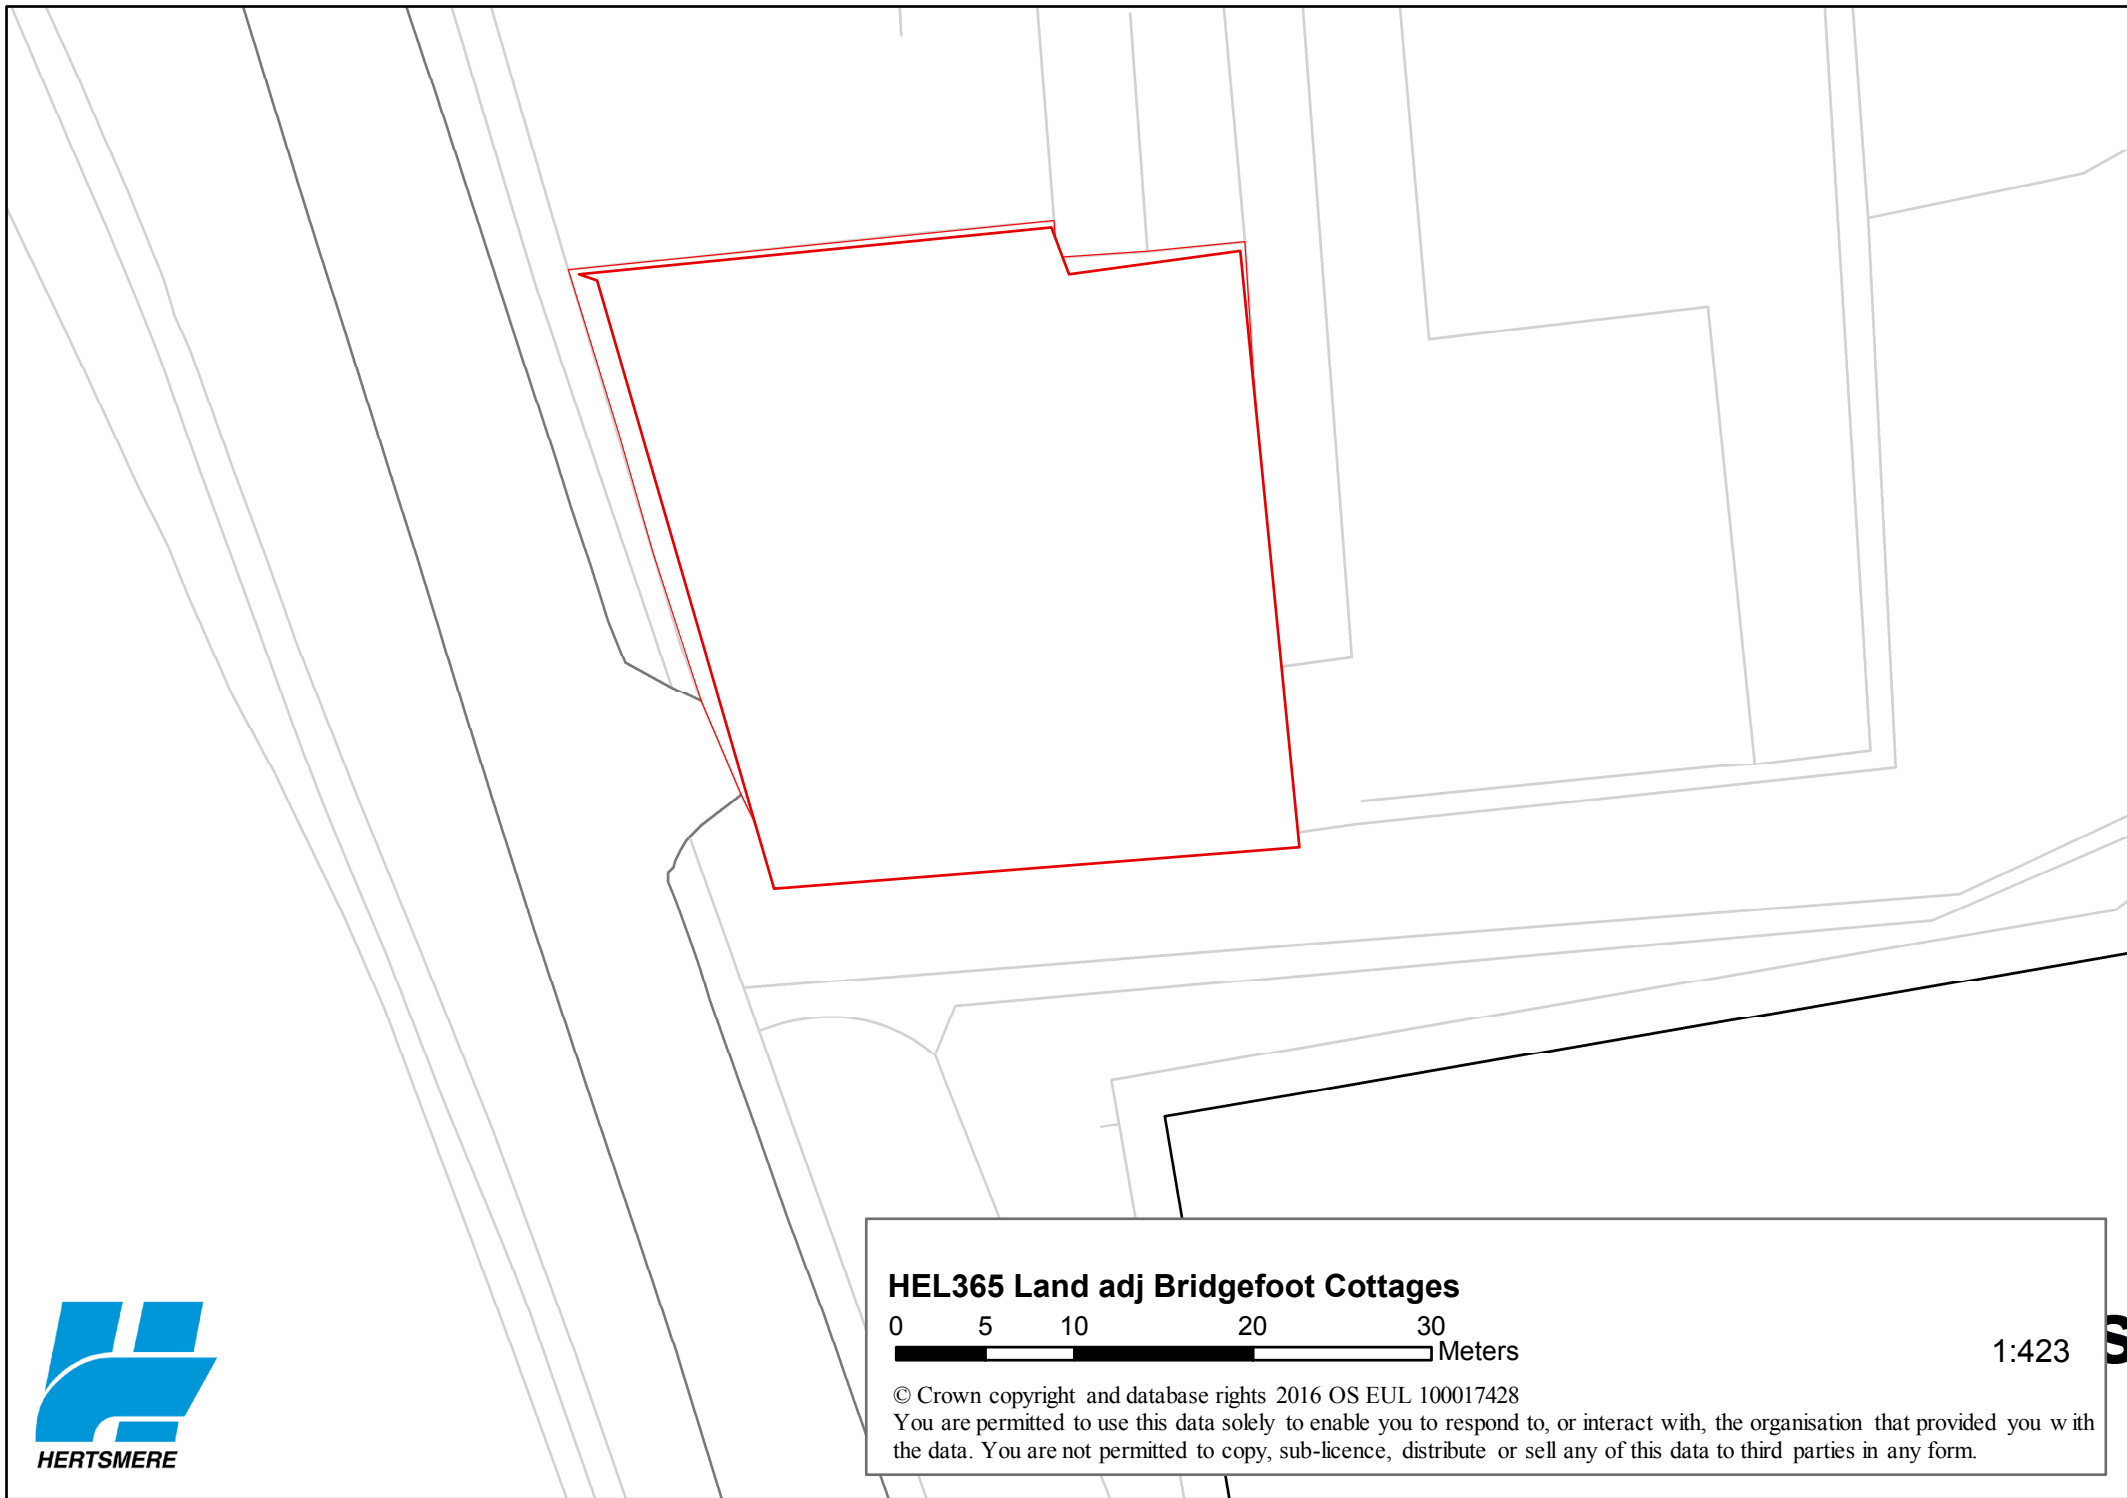 HEL365 Land adj Bridgefoot Cottages
0 5 10 20 30
Meters
1:423
S
© Crown copyright and database rights 2016 OS EUL 100017428
You are permitted to use this data solely to enable you to respond to, or interact with, the organisation that provided you with
the data. You are not permitted to copy, sub-licence, distribute or sell any of this data to third parties in any form.
HERTSMERE